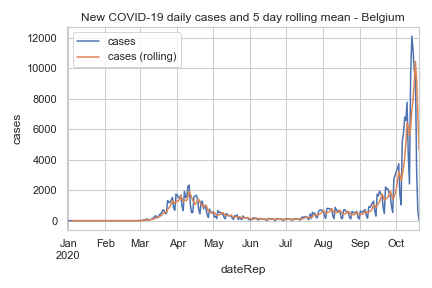 New COVID-19 daily cases and 5 day rolling mean - Belgium
cases
cases (rolling)
12000
10000
8000
6000
4000
2000
0
cases
Jan Feb Mar Apr May Jun Jul Aug Sep Oct
2020
dateRep